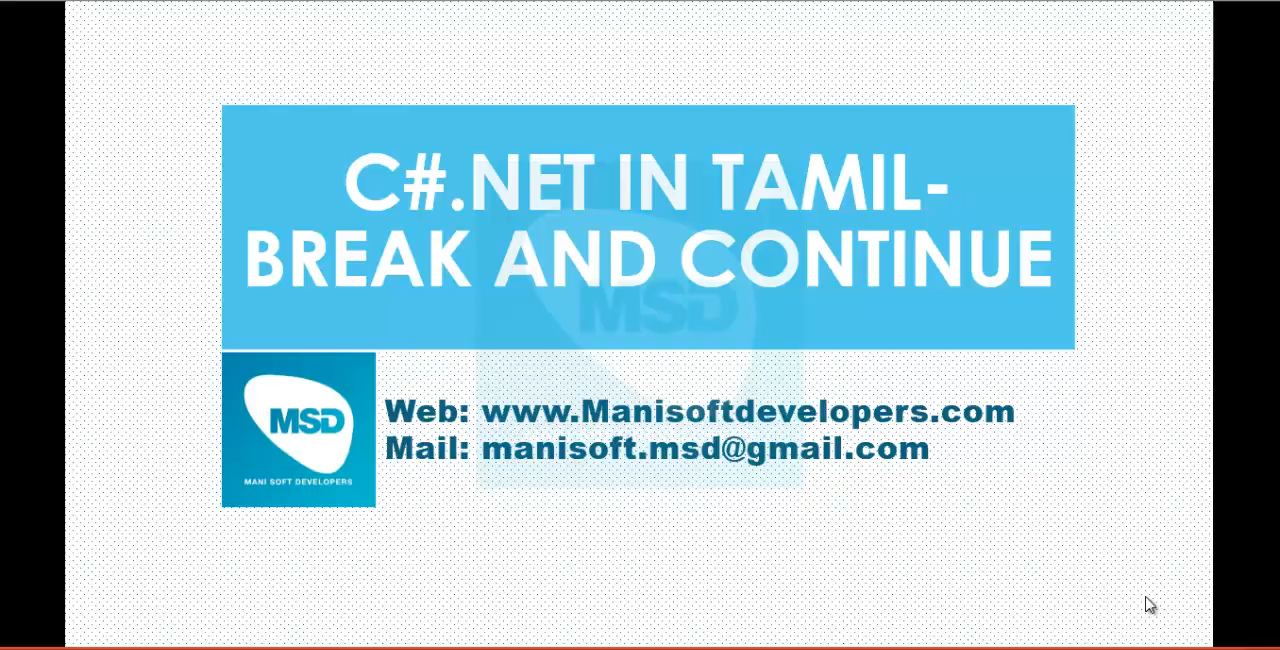 C#.NET IN TAMIL-
BREAK AND CONTINUE
MSD
MSD
MANI SOFT DEVELOPERS
Web: www.Manisoftdevelopers.com
Mail: manisoft.msd@gmail.com